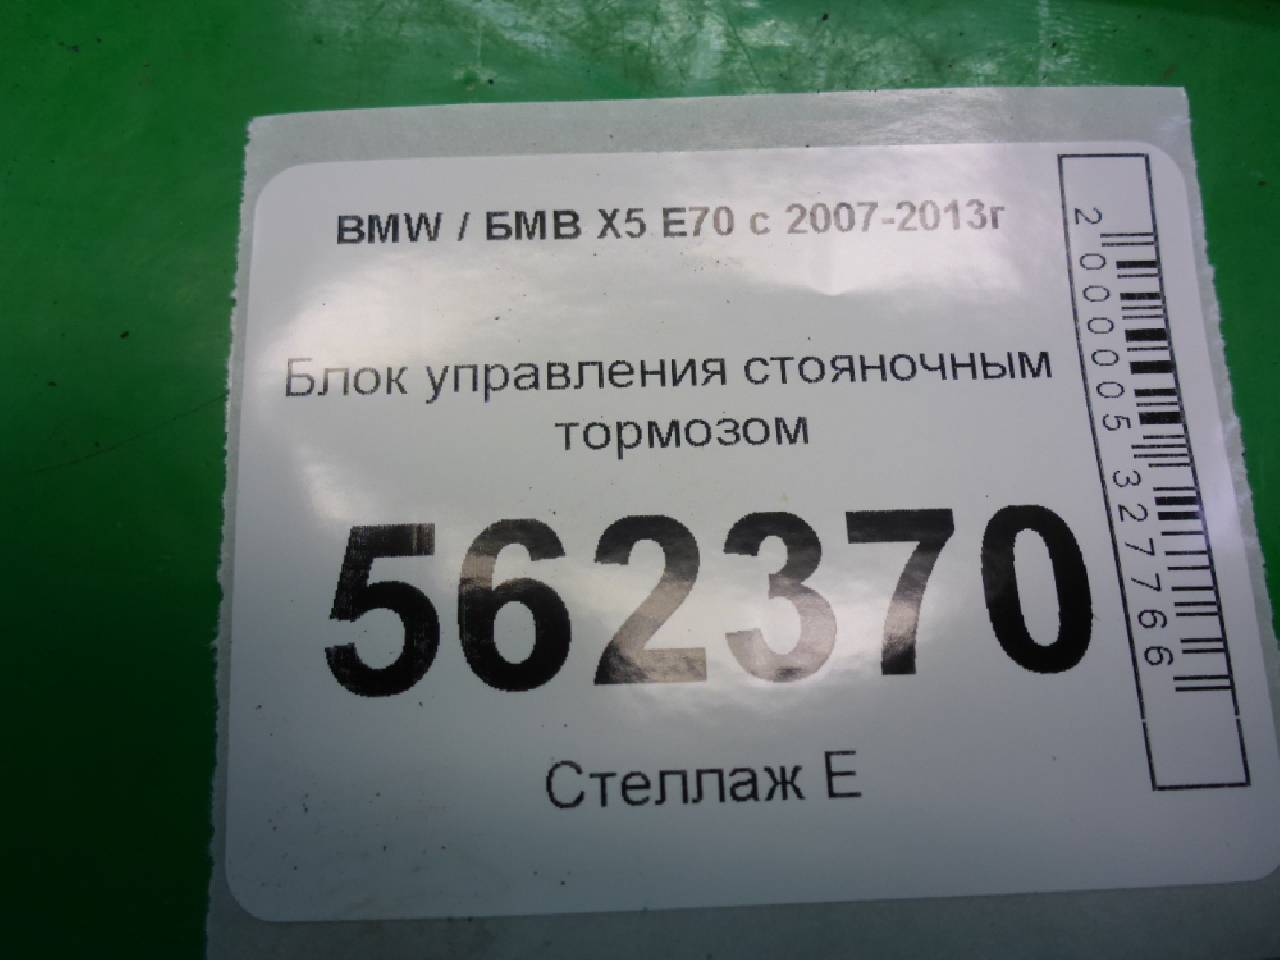 BMW / БМВ X5 E70 с 2007-2013г
Блок управления стояночным
тормозом
562370
Стеллаж Е
2000005327766